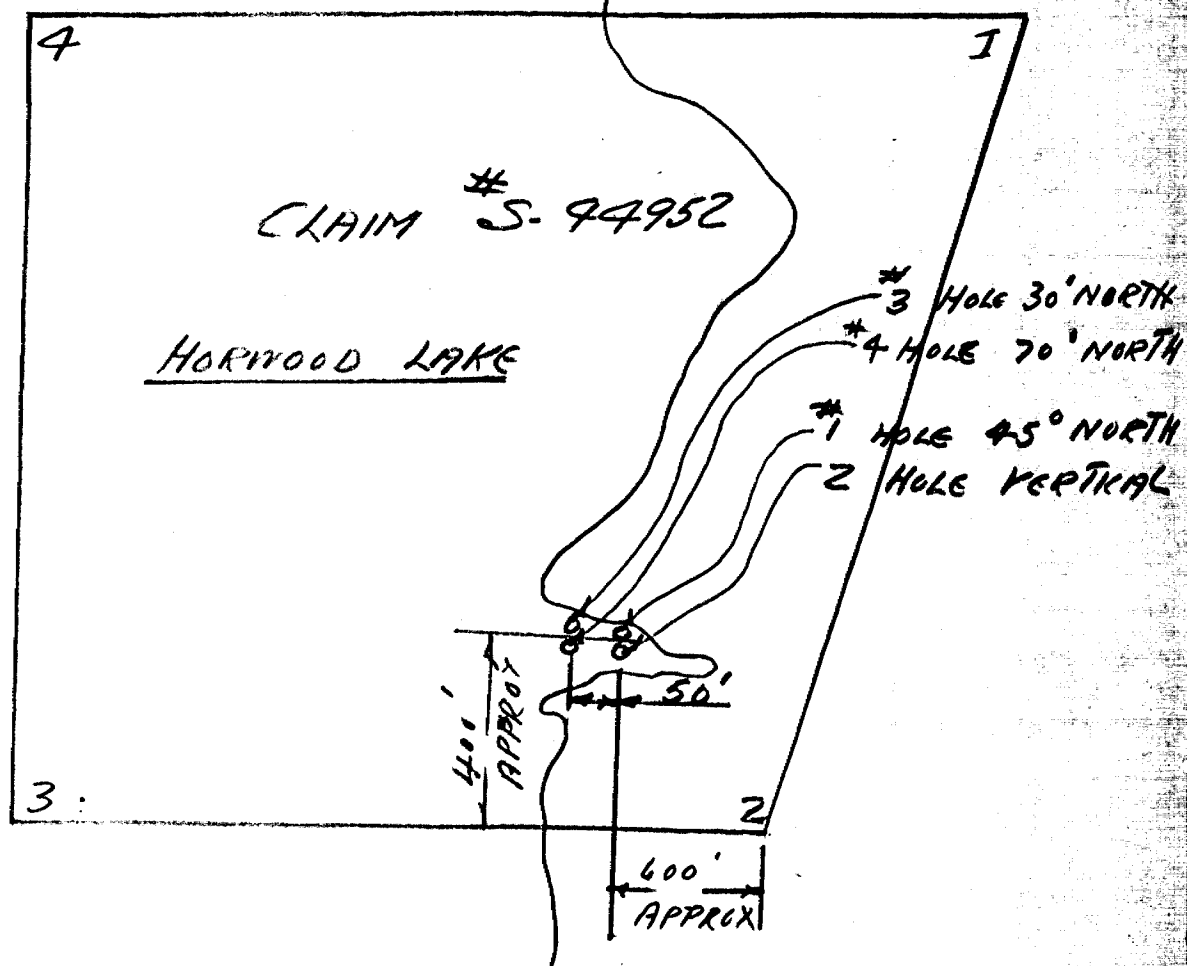 4
I
CLAIM #S-44952
HORWOOD LAKE
#3 HOLE 30' NORTH
#4 HOLE 70' NORTH
#1 HOLE 45° NORTH
2 HOLE VERTICAL
50'
400'
APPROX
3
2
600'
APPROX